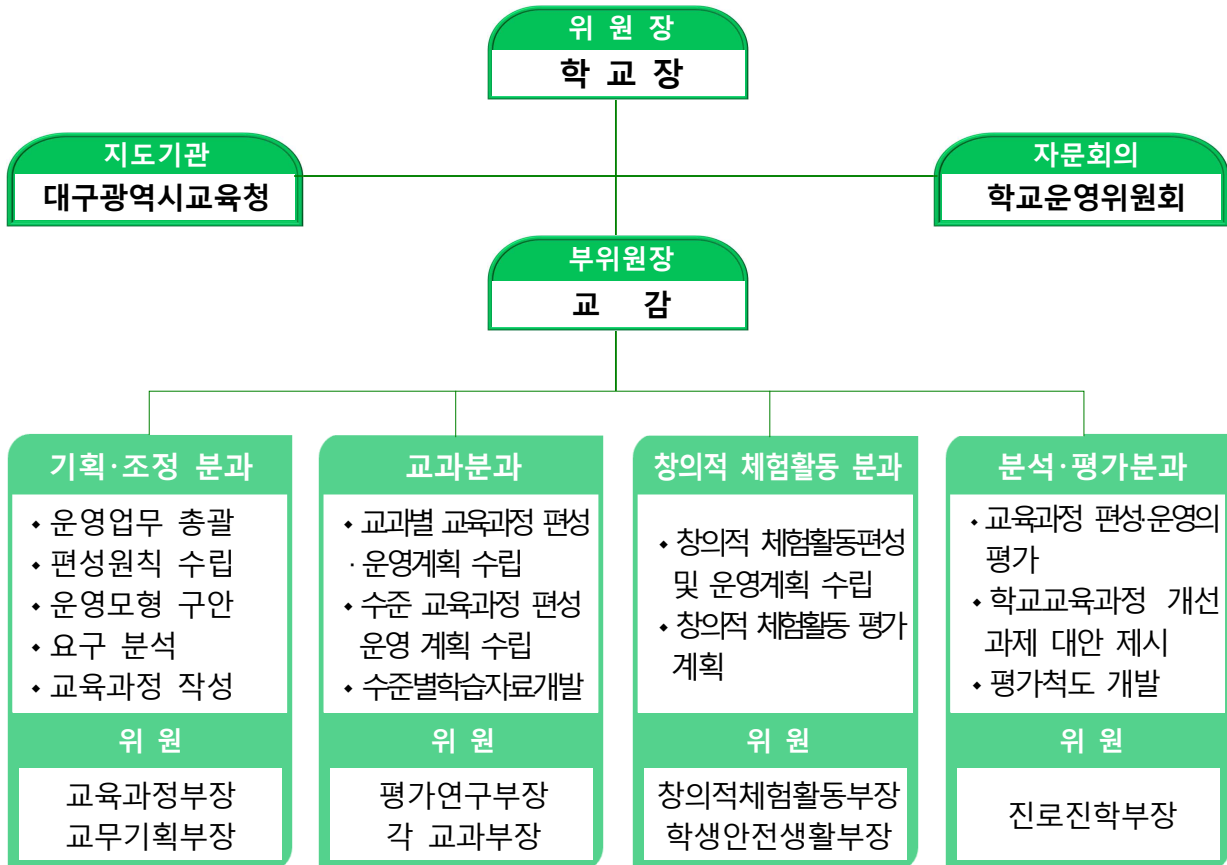 위 원 장
학 교 장
지도기관
대구광역시교육청
자문회의
학교운영위원회
부위원장
교 감
기획·조정 분과
• 운영업무 총괄
• 편성원칙 수립
• 운영모형 구안
• 요구 분석
• 교육과정 작성
위 원
교육과정부장
교무기획부장
교과분과
• 교과별 교육과정 편성
· 운영계획 수립
• 수준 교육과정 편성
운영 계획 수립
• 수준별학습자료개발
위 원
평가연구부장
각 교과부장
창의적 체험활동 분과
• 창의적 체험활동편성
및 운영계획 수립
• 창의적 체험활동 평가
계획
위 원
창의적체험활동부장
학생안전생활부장
분석·평가분과
• 교육과정 편성·운영의
평가
• 학교교육과정 개선
과제 대안 제시
• 평가척도 개발
위 원
진로진학부장